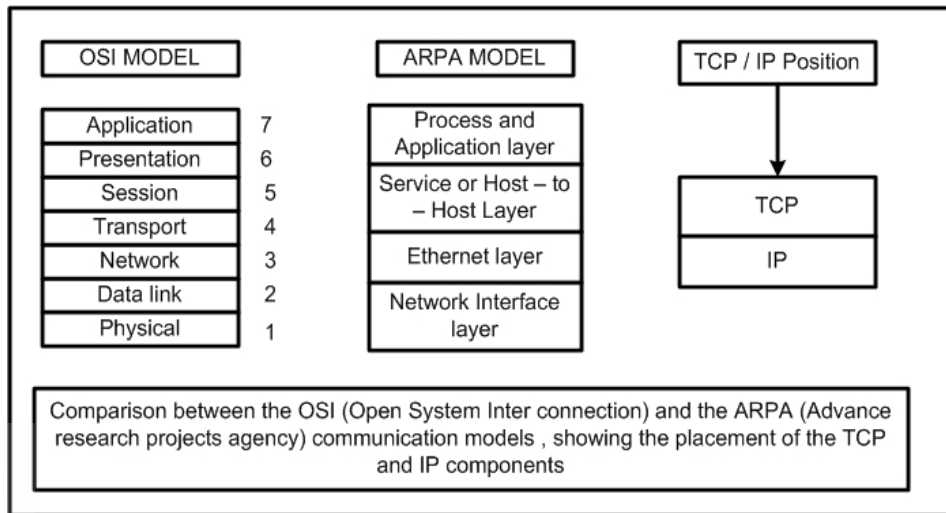 OSI MODEL
Application 7
Presentation 6
Session 5
Transport 4
Network 3
Data link 2
Physical 1
ARPA MODEL
Process and
Application layer
Service or Host – to
– Host Layer
Ethernet layer
Network Interface
layer
TCP / IP Position
TCP
IP
Comparison between the OSI (Open System Inter connection) and the ARPA (Advance
research projects agency) communication models , showing the placement of the TCP
and IP components